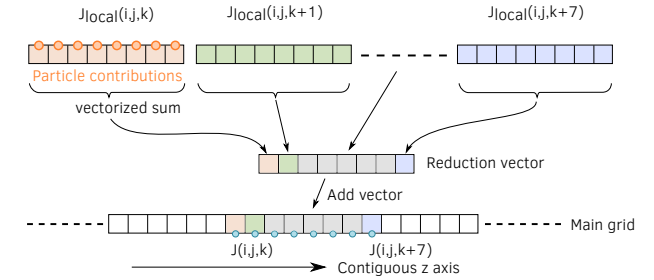 Jlocal(i,j,k) Jlocal(i,j,k+1) Jlocal(i,j,k+7)
Particle contributions
vectorized sum
Reduction vector
Add vector
Main grid
J(i,j,k) J(i,j,k+7)
Contiguous z axis